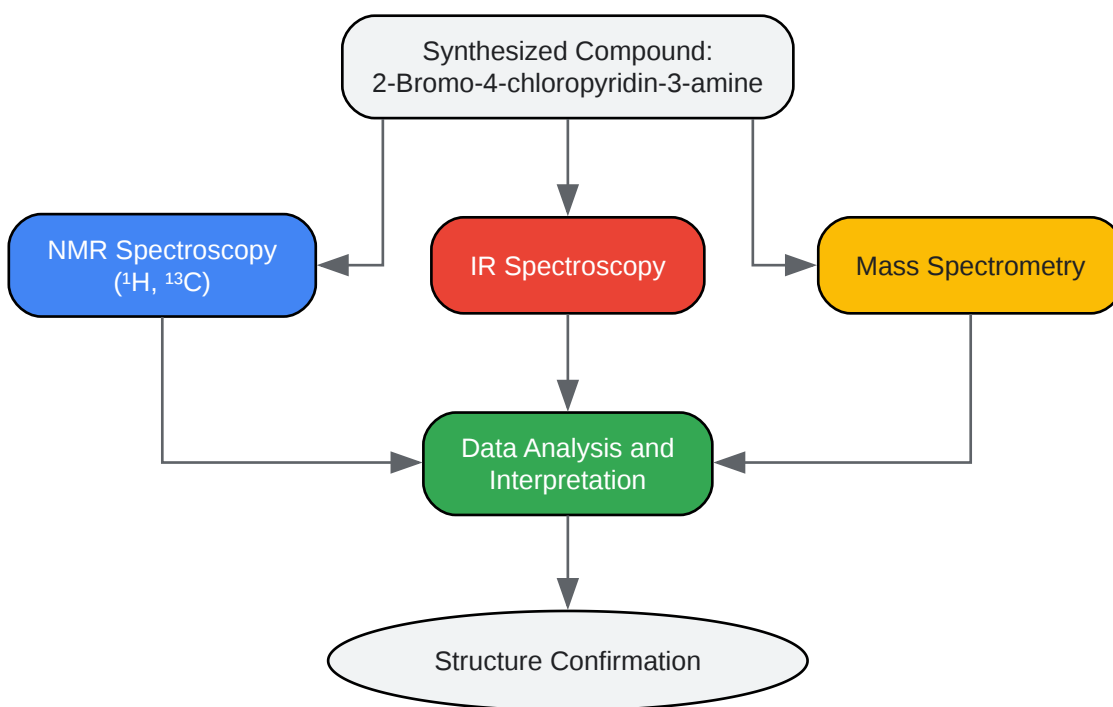 Synthesized Compound:
2-Bromo-4-chloropyridin-3-amine
NMR Spectroscopy
(¹H, ¹³C)
IR Spectroscopy
Mass Spectrometry
Data Analysis and
Interpretation
Structure Confirmation